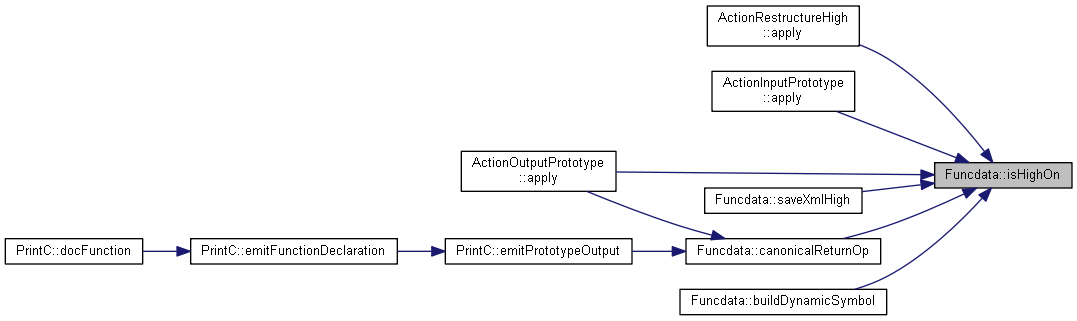 ActionRestructureHigh
::apply
ActionInputPrototype
::apply
ActionOutputPrototype
::apply
Funcdata::isHighOn
Funcdata::saveXmlHigh
PrintC::docFunction
PrintC::emitFunctionDeclaration
PrintC::emitPrototypeOutput
Funcdata::canonicalReturnOp
Funcdata::buildDynamicSymbol